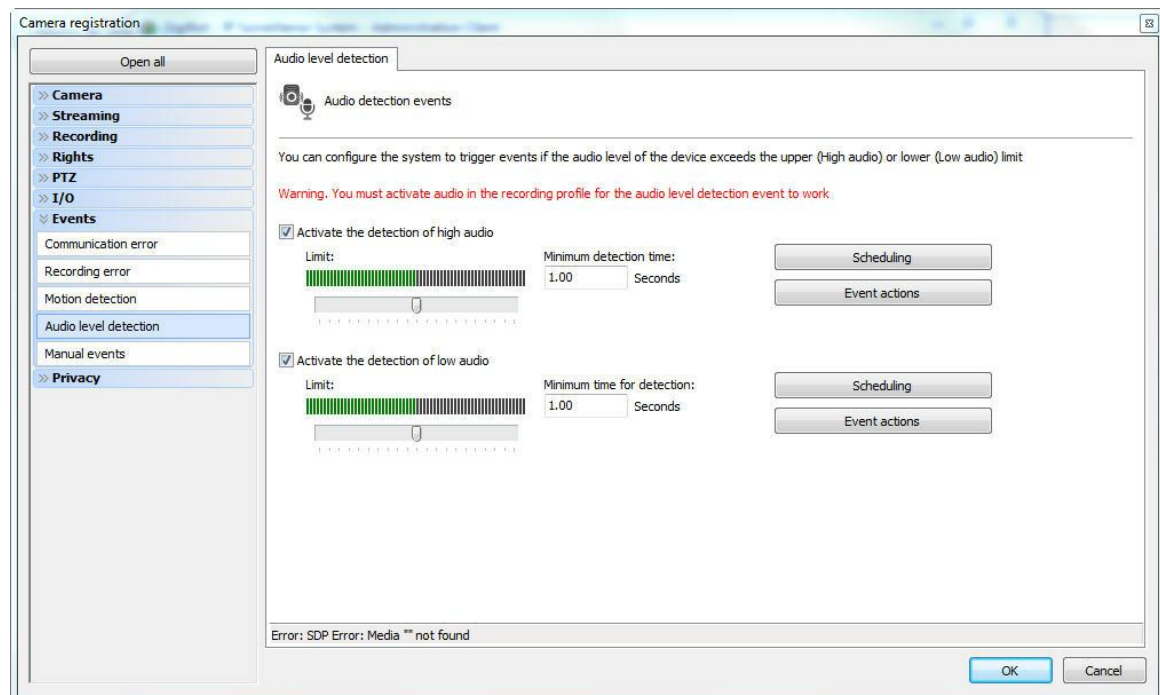 Camera registration
Open all
Camera
Streaming
Recording
Rights
PTZ
I/O
Events
Communication error
Recording error
Motion detection
Audio level detection
Manual events
Privacy
Audio level detection
Audio detection events
You can configure the system to trigger events if the audio level of the device exceeds the upper (High audio) or lower (Low audio) limit
Warning. You must activate audio in the recording profile for the audio level detection event to work
Activate the detection of high audio
Limit:
Minimum detection time:
1.00 Seconds
Scheduling
Event actions
Activate the detection of low audio
Limit:
Minimum time for detection:
1.00 Seconds
Scheduling
Event actions
Error: SDP Error: Media "" not found
OK
Cancel